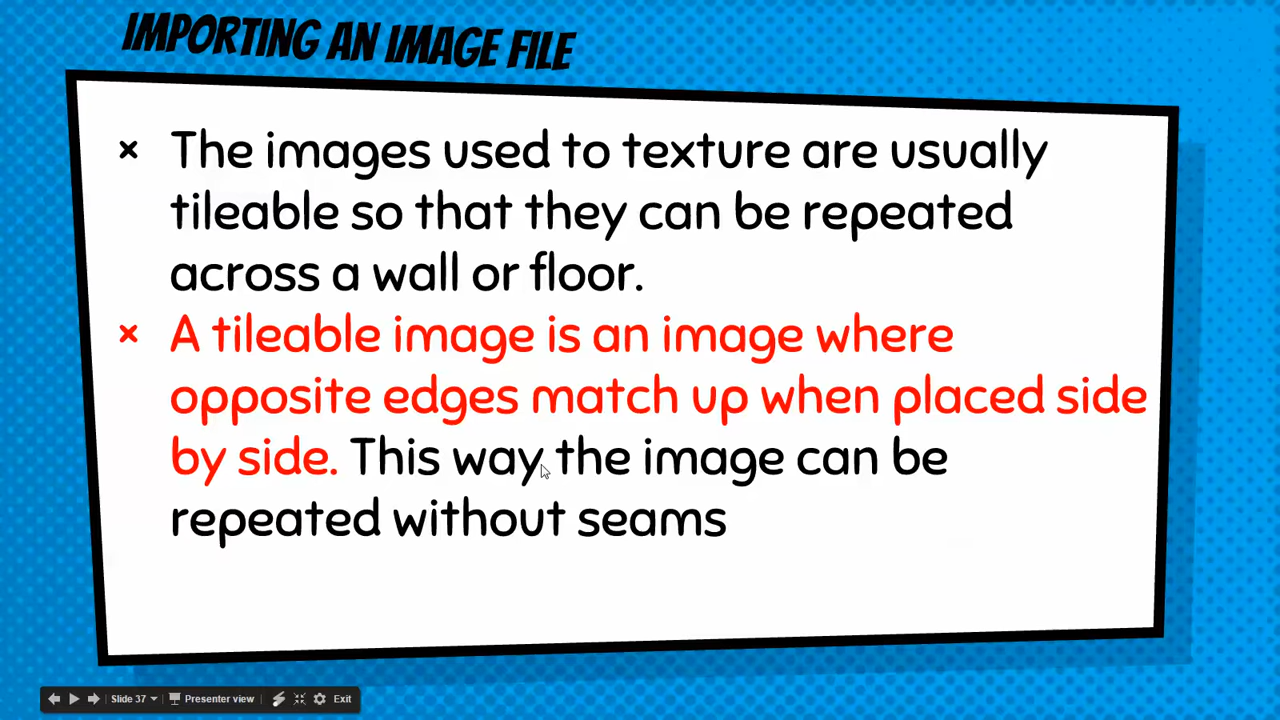 IMPORTING AN IMAGE FILE
× The images used to texture are usually
tileable so that they can be repeated
across a wall or floor.
× A tileable image is an image where
opposite edges match up when placed side
by side. This way the image can be
repeated without seams
Slide 37 Presenter view Exit